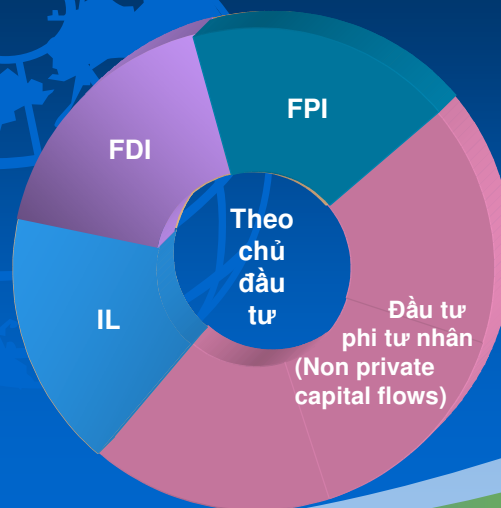 FPI
FDI
Theo
chủ
đầu
tư
IL
Đầu tư
phi tư nhân
(Non private
capital flows)